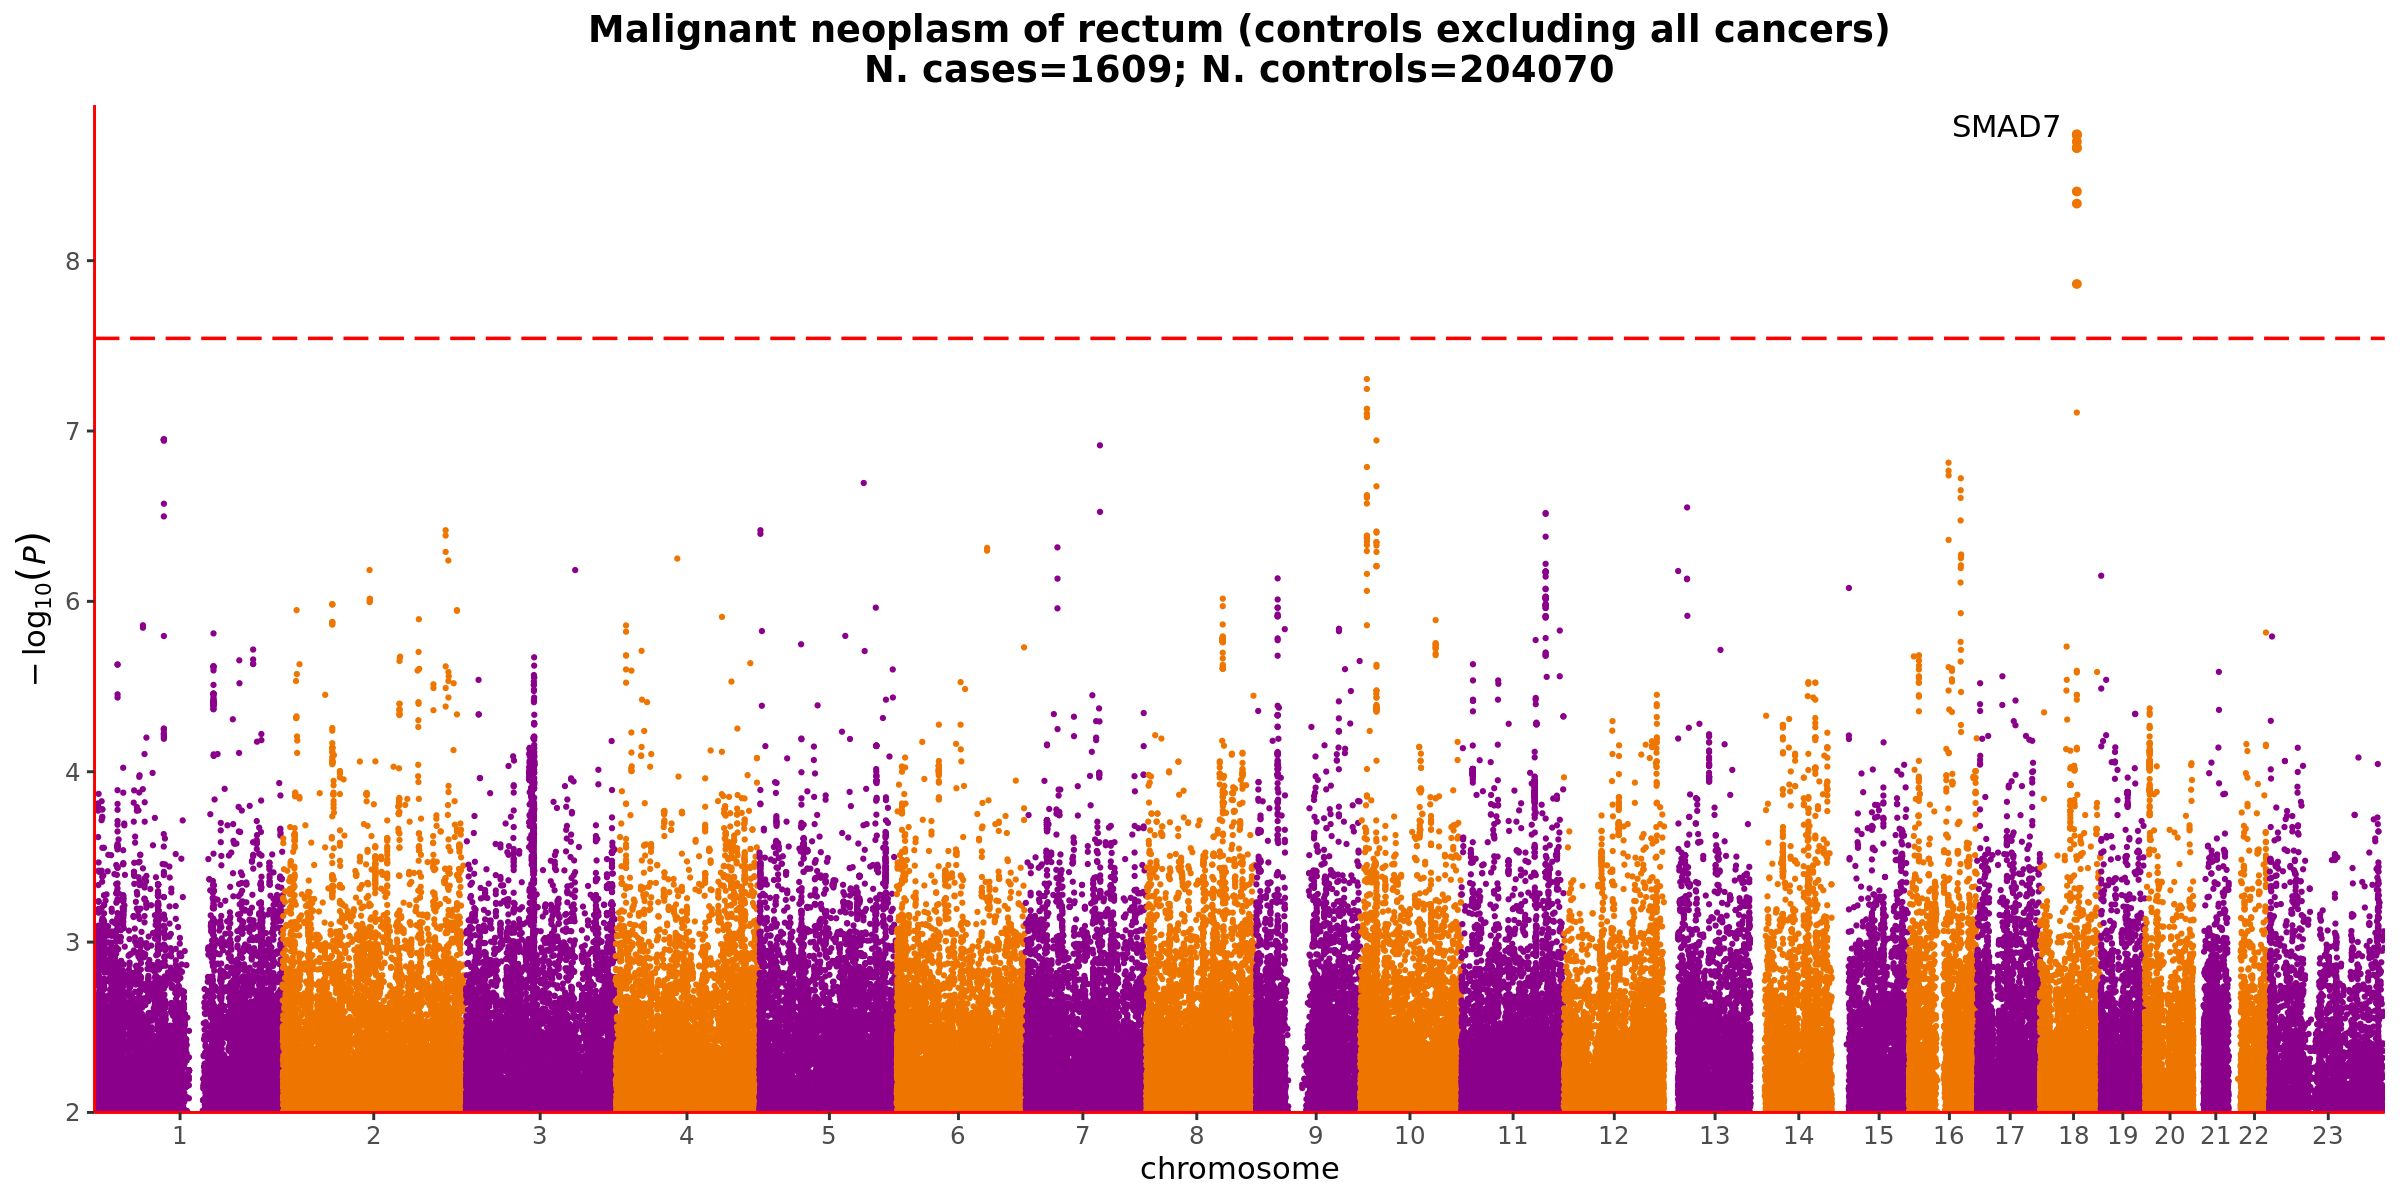 Malignant neoplasm of rectum (controls excluding all cancers)
N. cases=1609; N. controls=204070
SMAD7
8
7
6
4
3
2
− log₁₀(P)
1 2 3 4 5 6 7 8 9 10 11 12 13 14 15 16 17 18 19 20 21 22 23
chromosome